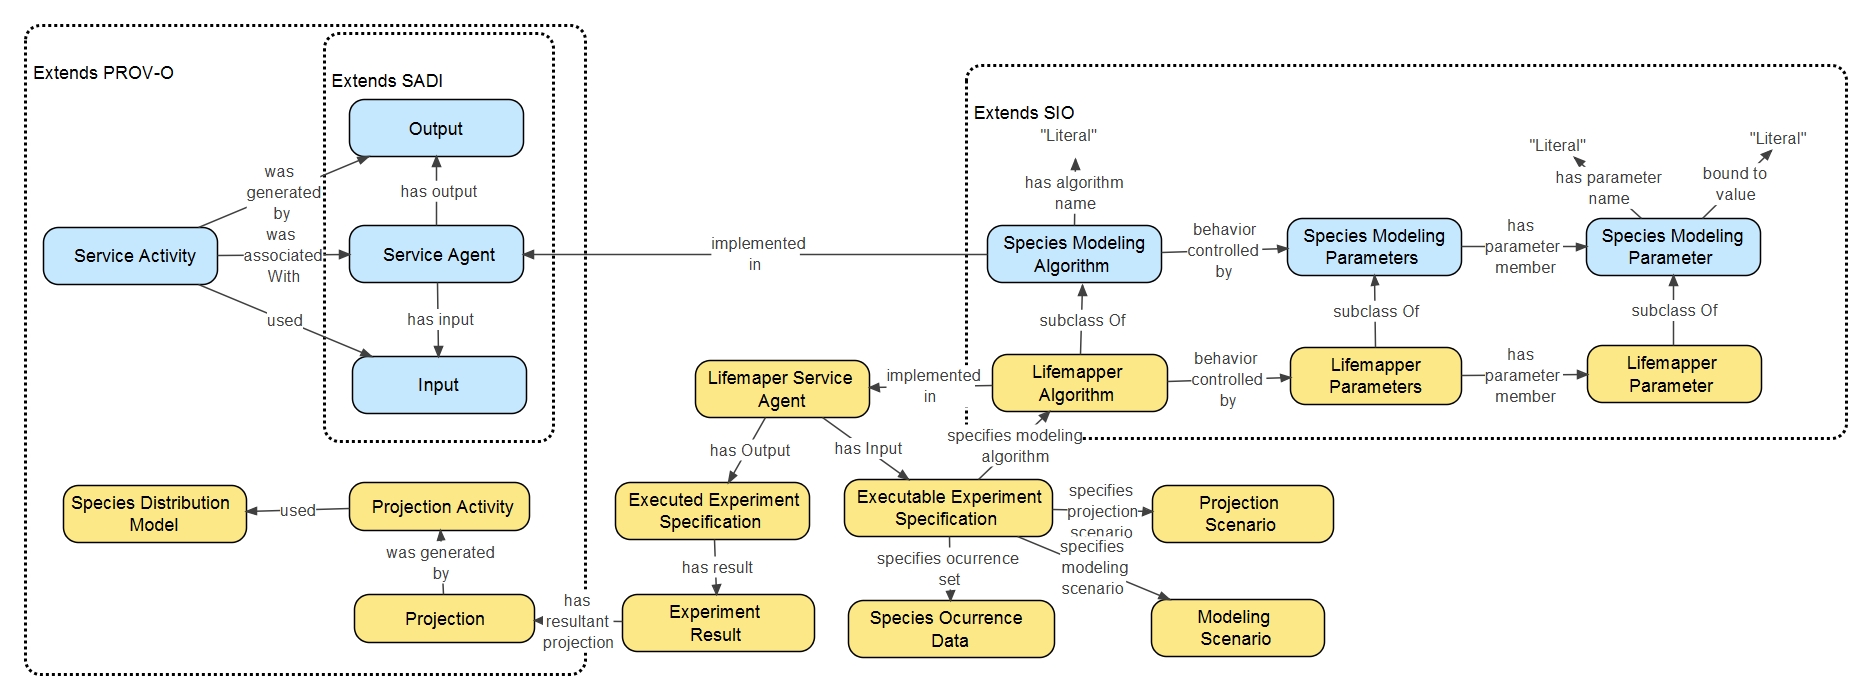 Extends PROV-O
Extends SADI
Output
was
generated
by
has output
Service Activity
was
associated
With
Service Agent
used
has input
Input
implemented
in
Extends SIO
"Literal"
has algorithm
name
Species Modeling
Algorithm
behavior
controlled
by
Species Modeling
Parameters
has
parameter
member
"Literal"
has parameter
name
"Literal"
bound to
value
Species Modeling
Parameter
subclass Of
subclass Of
subclass Of
Lifemaper Service
Agent
implemented
in
Lifemapper
Algorithm
behavior
controlled
by
Lifemapper
Parameters
has
parameter
member
Lifemapper
Parameter
has Output
has Input
specifies modeling
algorithm
Species Distribution
Model
used
Projection Activity
Executed Experiment
Specification
Executable Experiment
Specification
specifies
projection
scenario
Projection
Scenario
was generated
by
has result
specifies ocurrence
set
specifies
modeling
scenario
Projection
has
resultant
projection
Experiment
Result
Species Ocurrence
Data
Modeling
Scenario